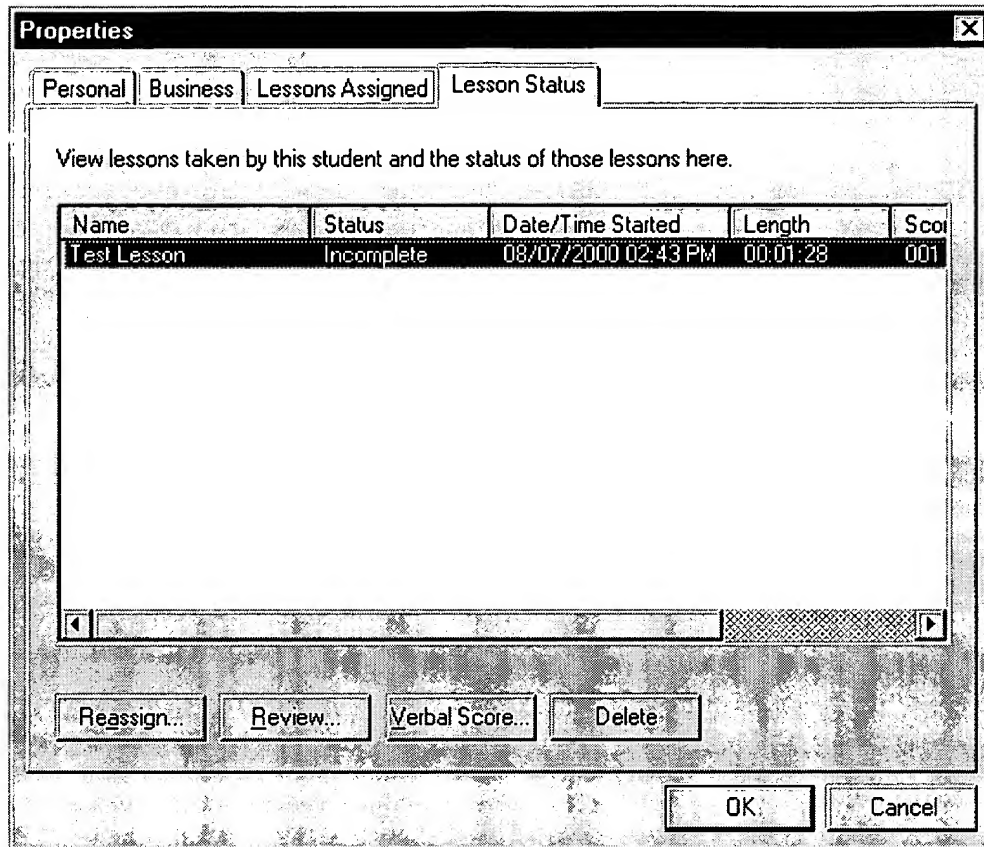 Properties
Personal Business Lessons Assigned Lesson Status
View lessons taken by this student and the status of those lessons here.
Name Status Date/Time Started Length Scor
Test Lesson Incomplete 08/07/2000 02:43 PM 00:01:28 001
Reassign... Review... Verbal Score... Delete
OK Cancel